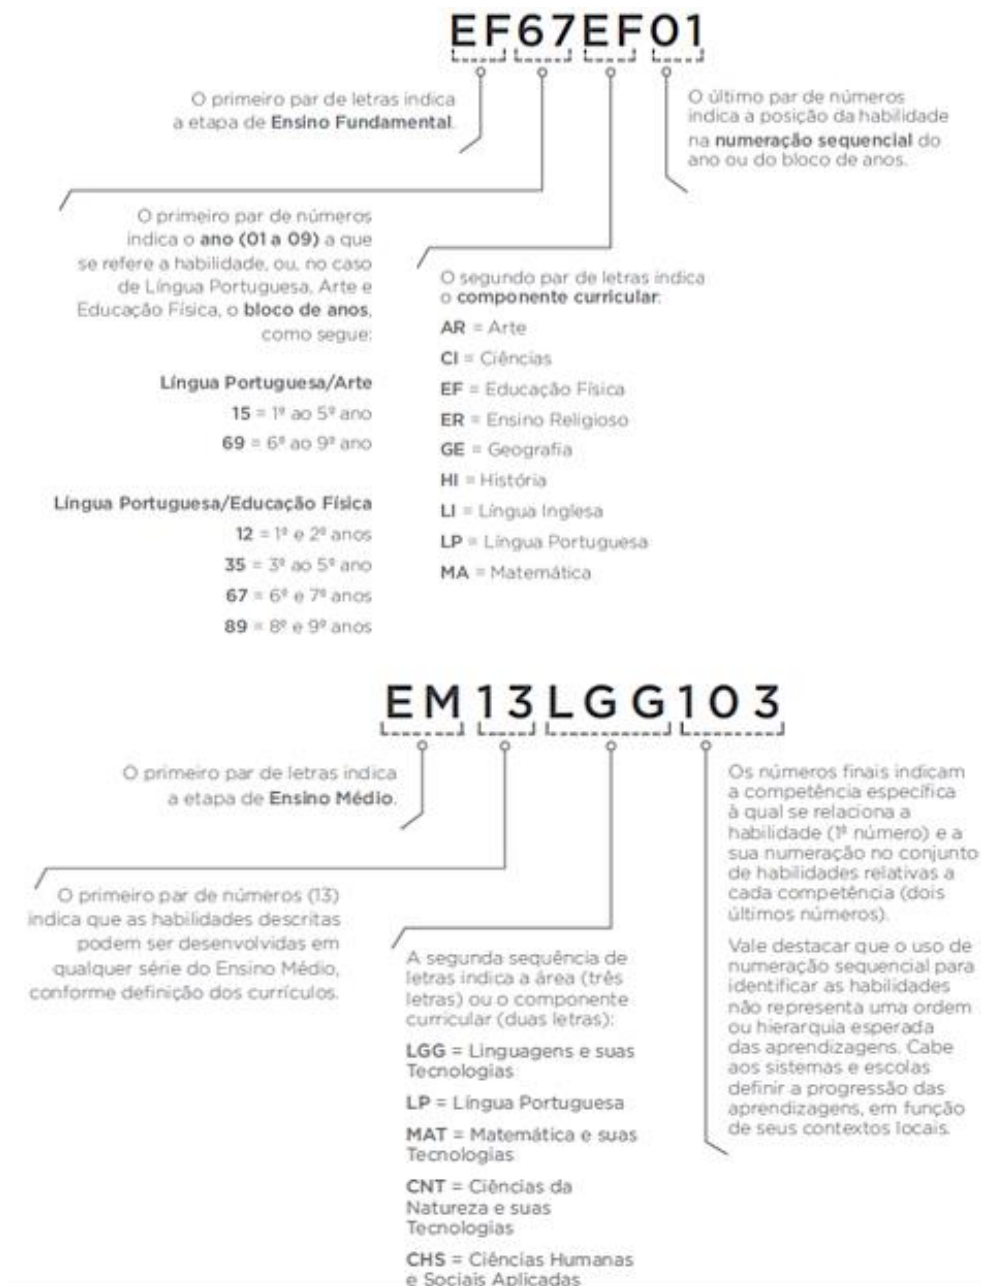 EF67EF01
O primeiro par de letras indica
a etapa de Ensino Fundamental.
O último par de números
indica a posição da habilidade
na numeração sequencial do
ano ou do bloco de anos.
O primeiro par de números
indica o ano (01 a 09) a que
se refere a habilidade, ou, no caso
de Língua Portuguesa, Arte e
Educação Física, o bloco de anos,
como segue:
Língua Portuguesa/Arte
15 = 1º ao 5º ano
69 = 6º ao 9º ano
Língua Portuguesa/Educação Física
12 = 1º e 2º anos
35 = 3º ao 5º ano
67 = 6º e 7º anos
89 = 8º e 9º anos
O segundo par de letras indica
o componente curricular:
AR = Arte
CI = Ciências
EF = Educação Física
ER = Ensino Religioso
GE = Geografia
HI = História
LI = Língua Inglesa
LP = Língua Portuguesa
MA = Matemática
EM13LGG103
O primeiro par de letras indica
a etapa de Ensino Médio.
O primeiro par de números (13)
indica que as habilidades descritas
podem ser desenvolvidas em
qualquer série do Ensino Médio,
conforme definição dos currículos.
A segunda sequência de
letras indica a área (três
letras) ou o componente
curricular (duas letras):
LGG = Linguagens e suas
Tecnologias
LP = Língua Portuguesa
MAT = Matemática e suas
Tecnologias
CNT = Ciências da
Natureza e suas
Tecnologias
CHS = Ciências Humanas
e Sociais Aplicadas
Os números finais indicam
a competência específica
à qual se relaciona a
habilidade (1º número) e a
sua numeração no conjunto
de habilidades relativas a
cada competência (dois
últimos números).
Vale destacar que o uso de
numeração sequencial para
identificar as habilidades
não representa uma ordem
ou hierarquia esperada
das aprendizagens. Cabe
aos sistemas e escolas
definir a progressão das
aprendizagens, em função
de seus contextos locais.